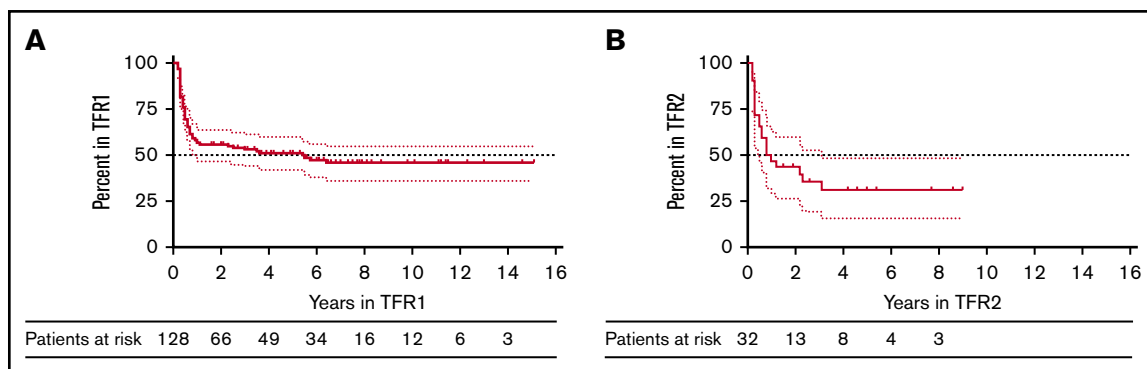 A
Percent in TFR1
100
75
50
25
0
0 2 4 6 8 10 12 14 16
Years in TFR1
Patients at risk 128 66 49 34 16 12 6 3
B
Percent in TFR2
100
75
50
25
0
0 2 4 6 8 10 12 14 16
Years in TFR2
Patients at risk 32 13 8 4 3